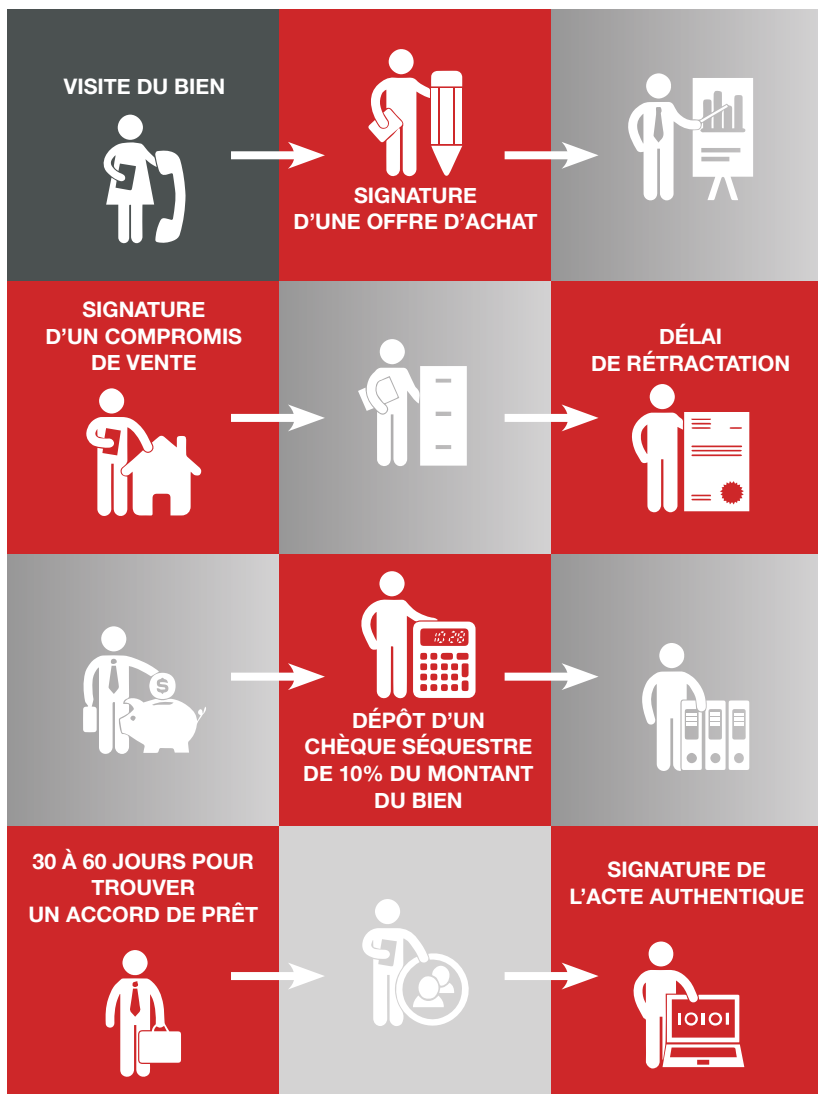 VISITE DU BIEN
SIGNATURE
D'UNE OFFRE D'ACHAT
SIGNATURE
D'UN COMPROMIS
DE VENTE
DÉLAI
DE RÉTRACTATION
$
10:28
DÉPÔT D'UN
CHÈQUE SÉQUESTRE
DE 10% DU MONTANT
DU BIEN
30 À 60 JOURS POUR
TROUVER
UN ACCORD DE PRÊT
SIGNATURE DE
L'ACTE AUTHENTIQUE
10101